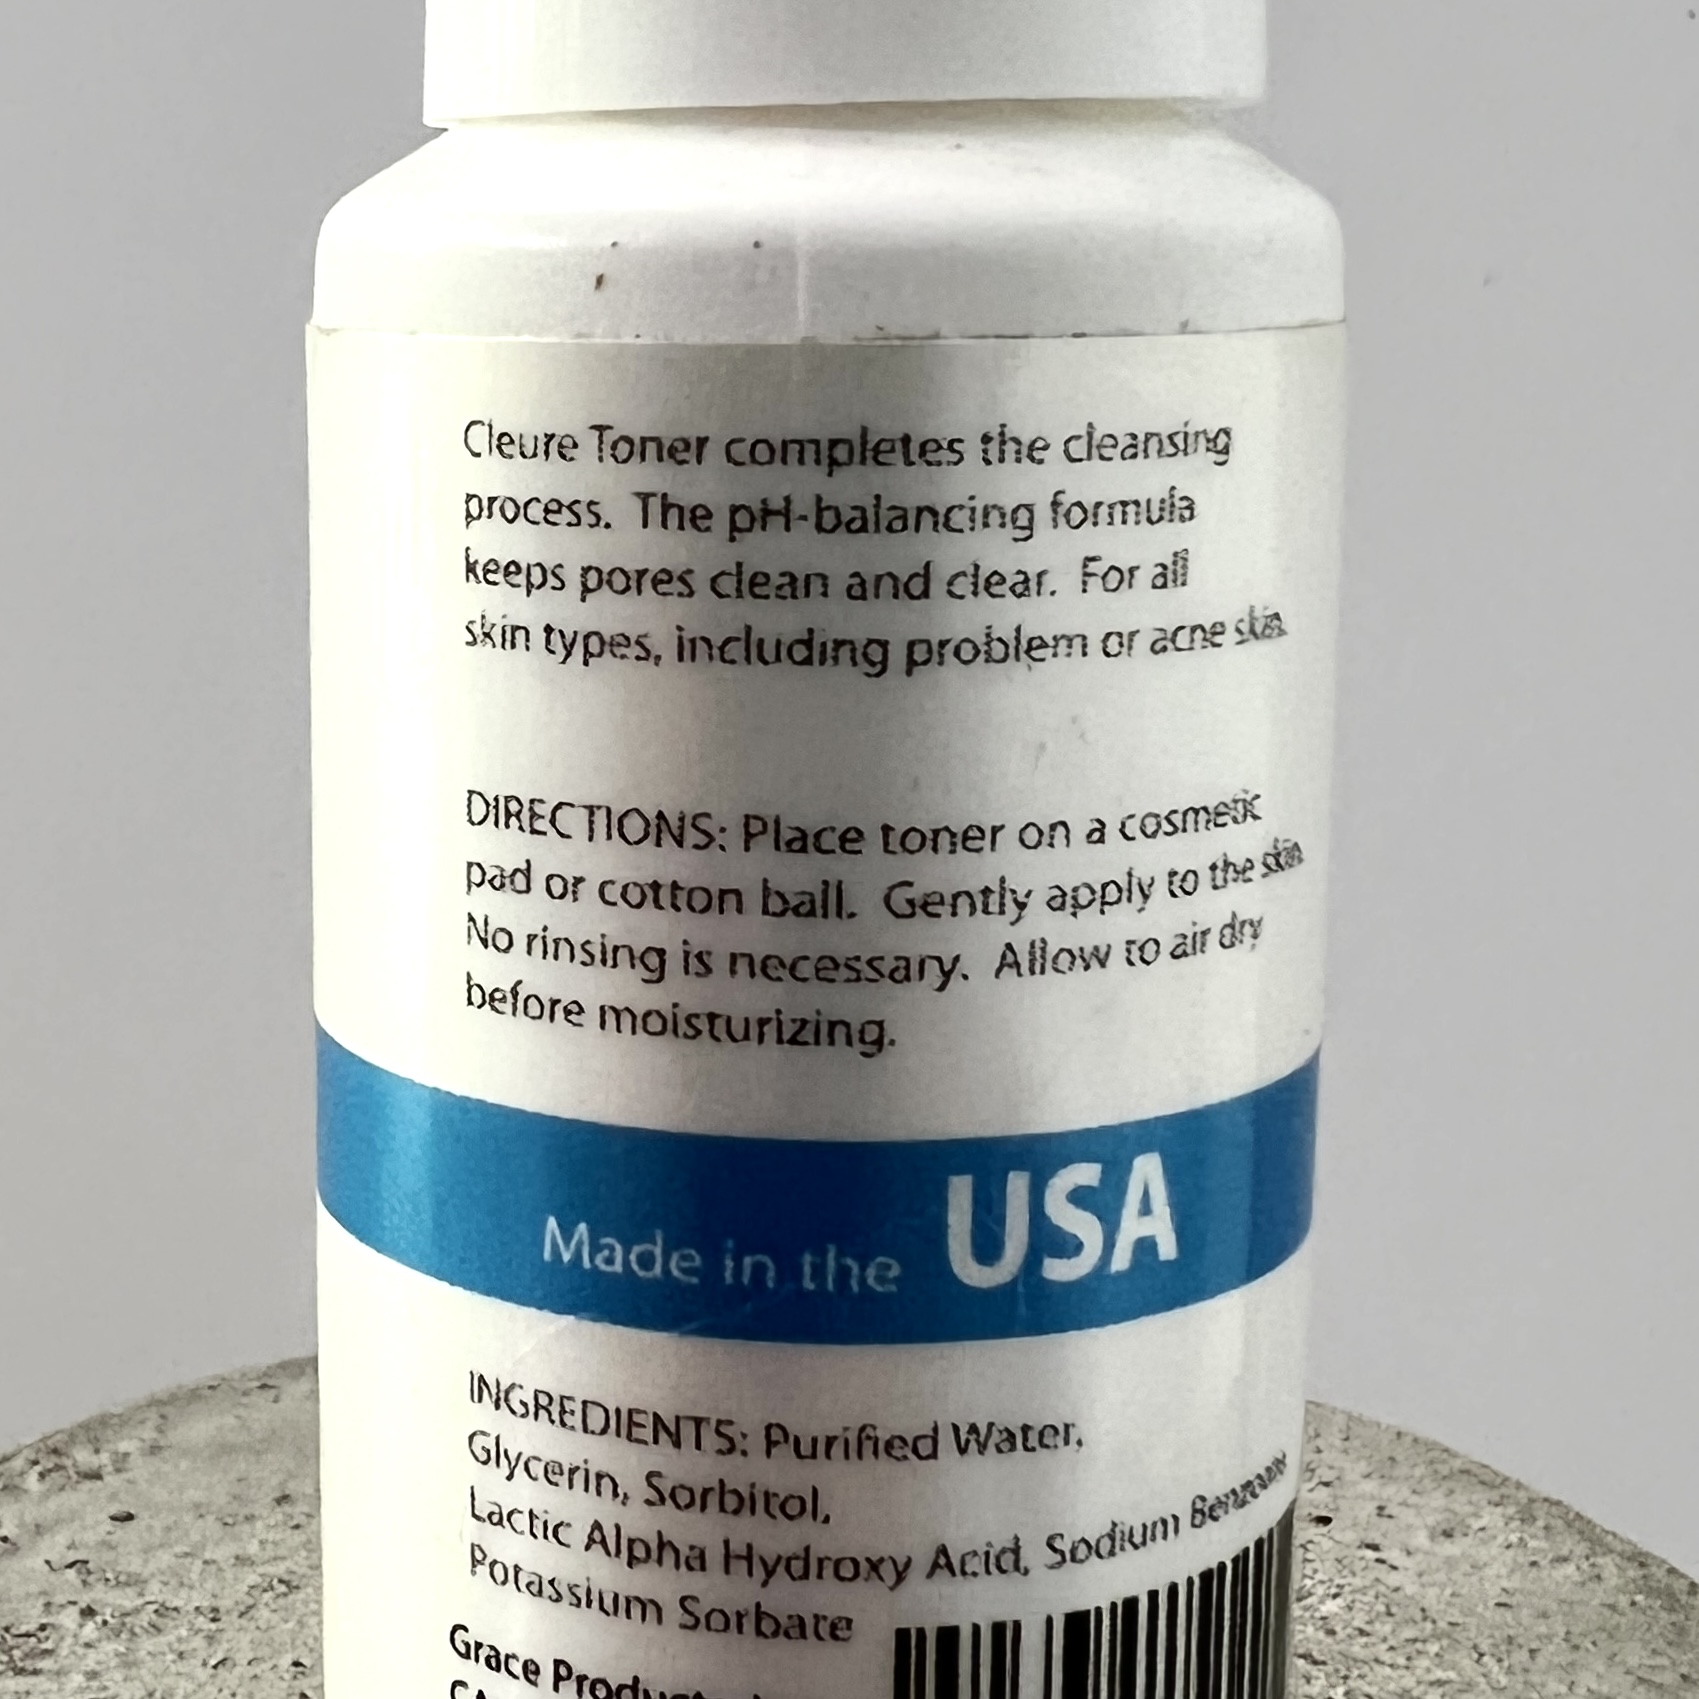 Cleure Toner completes the cleansing
process. The pH-balancing formula
keeps pores clean and clear. For all
skin types, including problem or acne skin.
DIRECTIONS: Place toner on a cosmetic
pad or cotton ball. Gently apply to the skin.
No rinsing is necessary. Allow to air dry
before moisturizing.
Made in the USA
INGREDIENTS: Purified Water,
Glycerin, Sorbitol,
Lactic Alpha Hydroxy Acid, Sodium
Potassium Sorbate
Grace